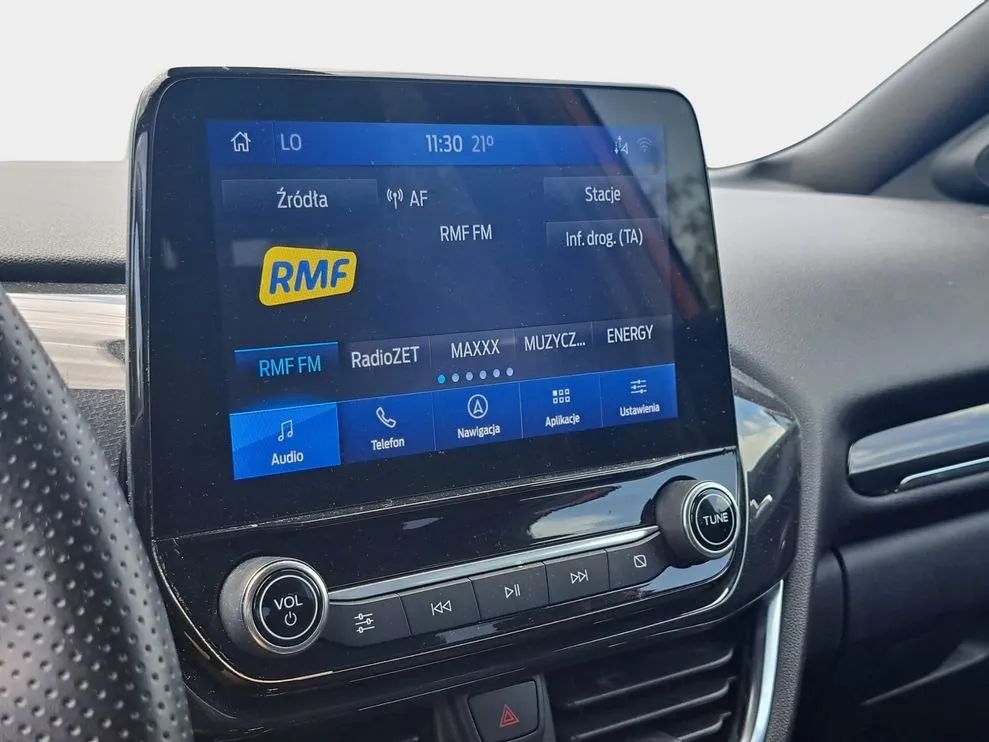 LO 11:30 21º
Źródła AF Stacje
RMF FM Inf. drog. (TA)
RMF
RMF FM RadioZET MAXXX MUZYCZ... ENERGY
Audio Telefon Nawigacja Aplikacje Ustawienia
TUNE
VOL